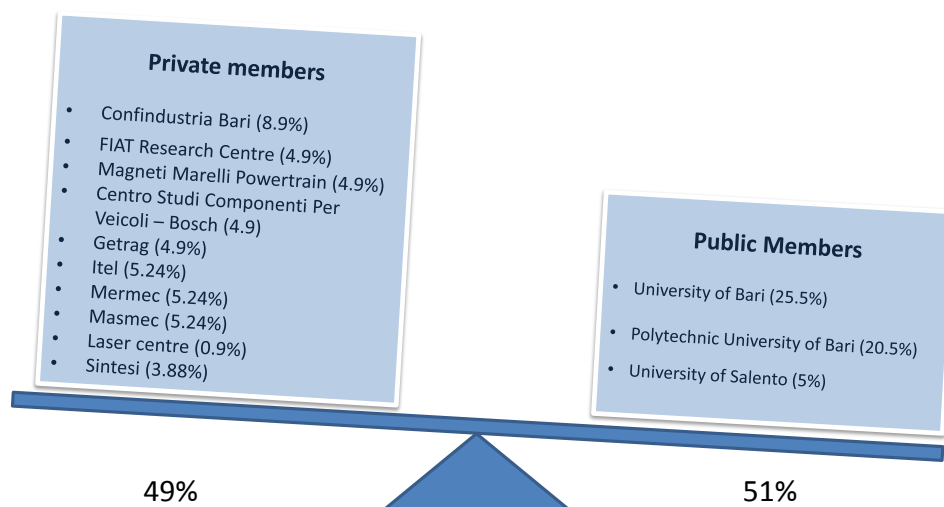 Private members
• Confindustria Bari (8.9%)
• FIAT Research Centre (4.9%)
• Magneti Marelli Powertrain (4.9%)
• Centro Studi Componenti Per
Veicoli – Bosch (4.9)
• Getrag (4.9%)
• Itel (5.24%)
• Mermec (5.24%)
• Masmec (5.24%)
• Laser centre (0.9%)
• Sintesi (3.88%)
Public Members
• University of Bari (25.5%)
• Polytechnic University of Bari (20.5%)
• University of Salento (5%)
49%
51%